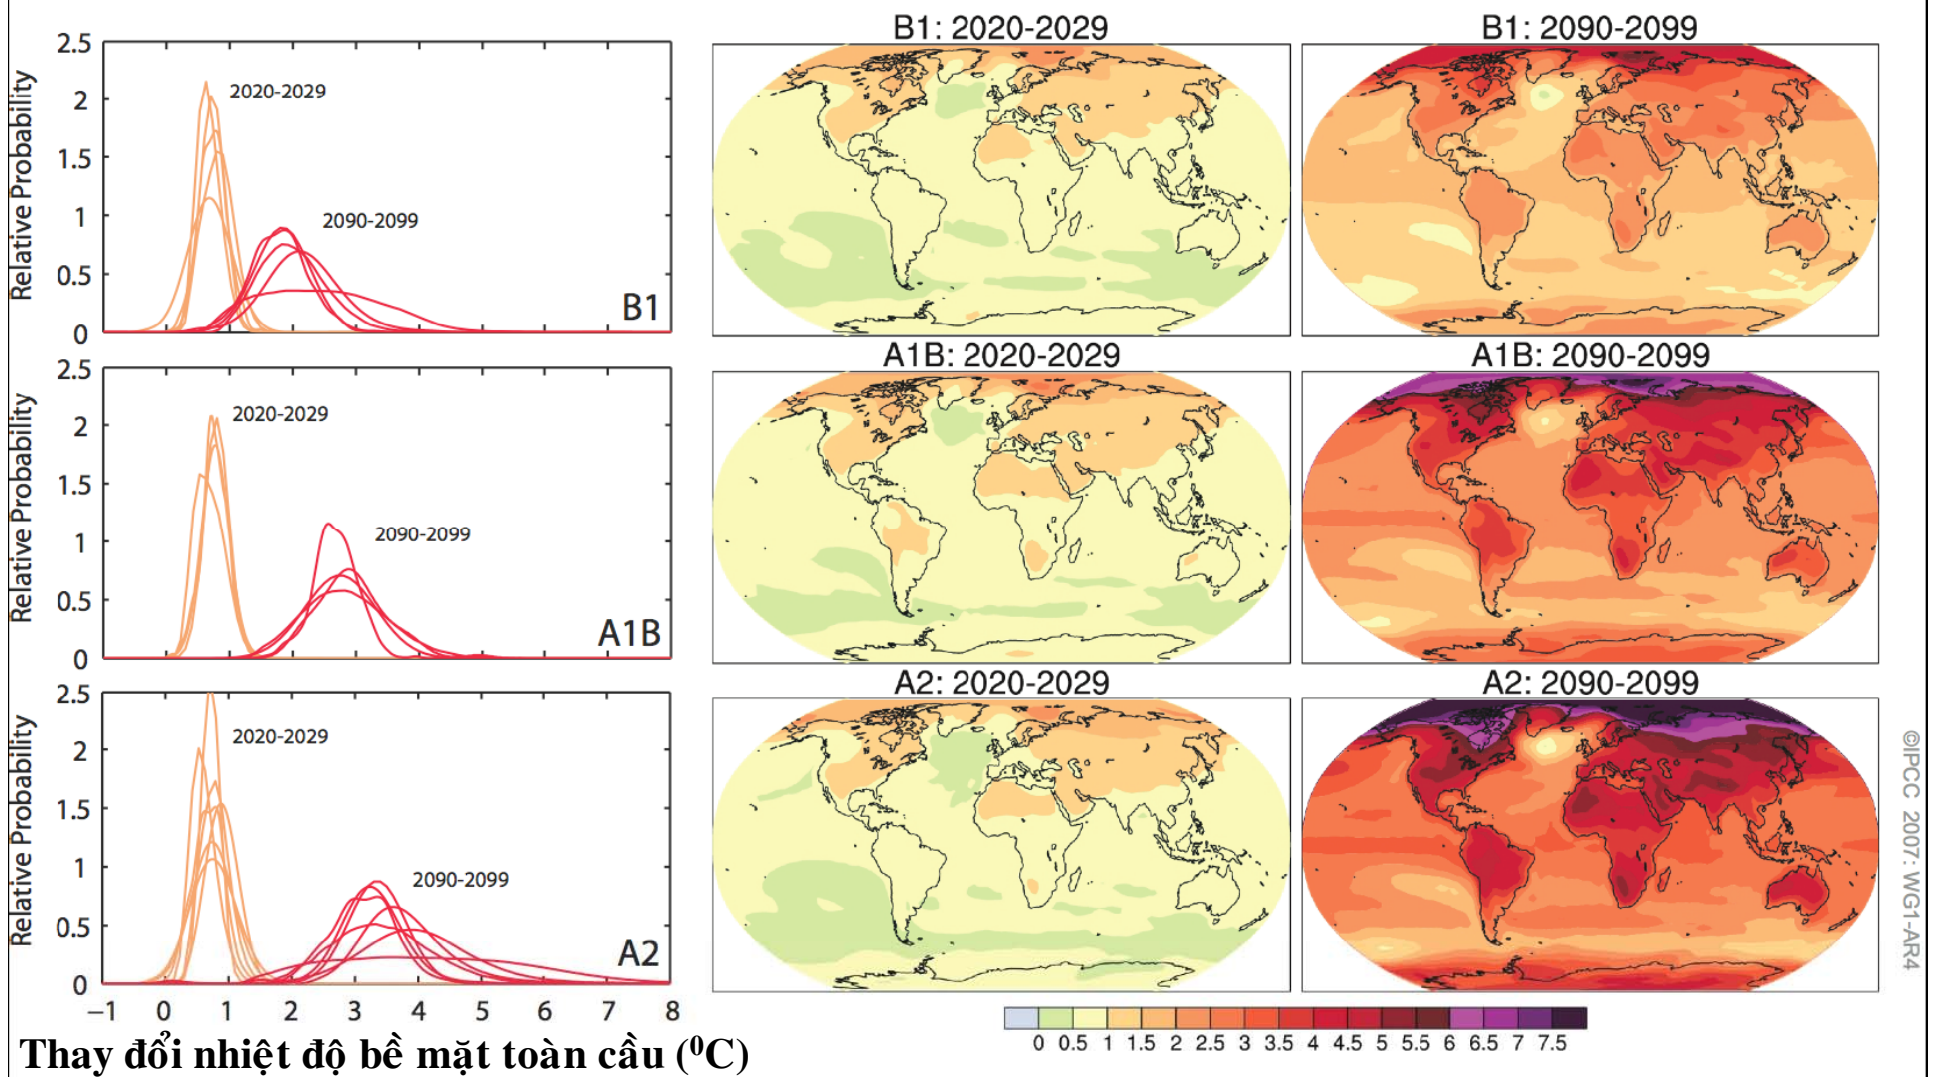 2.5
2
1.5
1
0.5
0
Relative Probability
2020-2029
2090-2099
B1
B1: 2020-2029
B1: 2090-2099
2.5
2
1.5
1
0.5
0
Relative Probability
2020-2029
2090-2099
A1B
A1B: 2020-2029
A1B: 2090-2099
2.5
2
1.5
1
0.5
0
Relative Probability
2020-2029
2090-2099
A2
−1 0 1 2 3 4 5 6 7 8
A2: 2020-2029
A2: 2090-2099
0 0.5 1 1.5 2 2.5 3 3.5 4 4.5 5 5.5 6 6.5 7 7.5
©IPCC 2007: WG1-AR4
Thay đổi nhiệt độ bề mặt toàn cầu (⁰C)